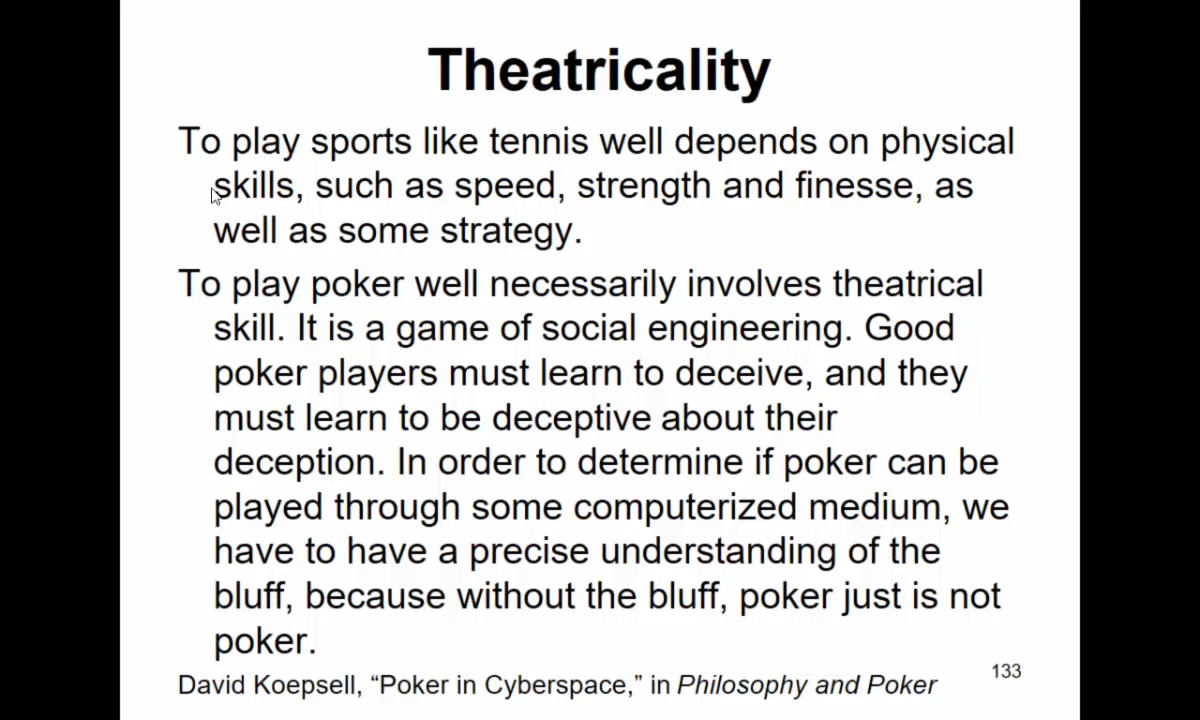 Theatricality
To play sports like tennis well depends on physical
skills, such as speed, strength and finesse, as
well as some strategy.
To play poker well necessarily involves theatrical
skill. It is a game of social engineering. Good
poker players must learn to deceive, and they
must learn to be deceptive about their
deception. In order to determine if poker can be
played through some computerized medium, we
have to have a precise understanding of the
bluff, because without the bluff, poker just is not
poker.
133
David Koepsell, “Poker in Cyberspace,” in Philosophy and Poker